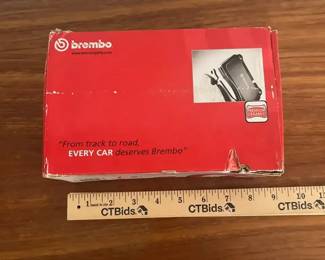 brembo
"From track to road,
EVERY CAR deserves Brembo"
1 2 3 4 5 6 7 8 9 10 11
CTBids CTBids CTBids